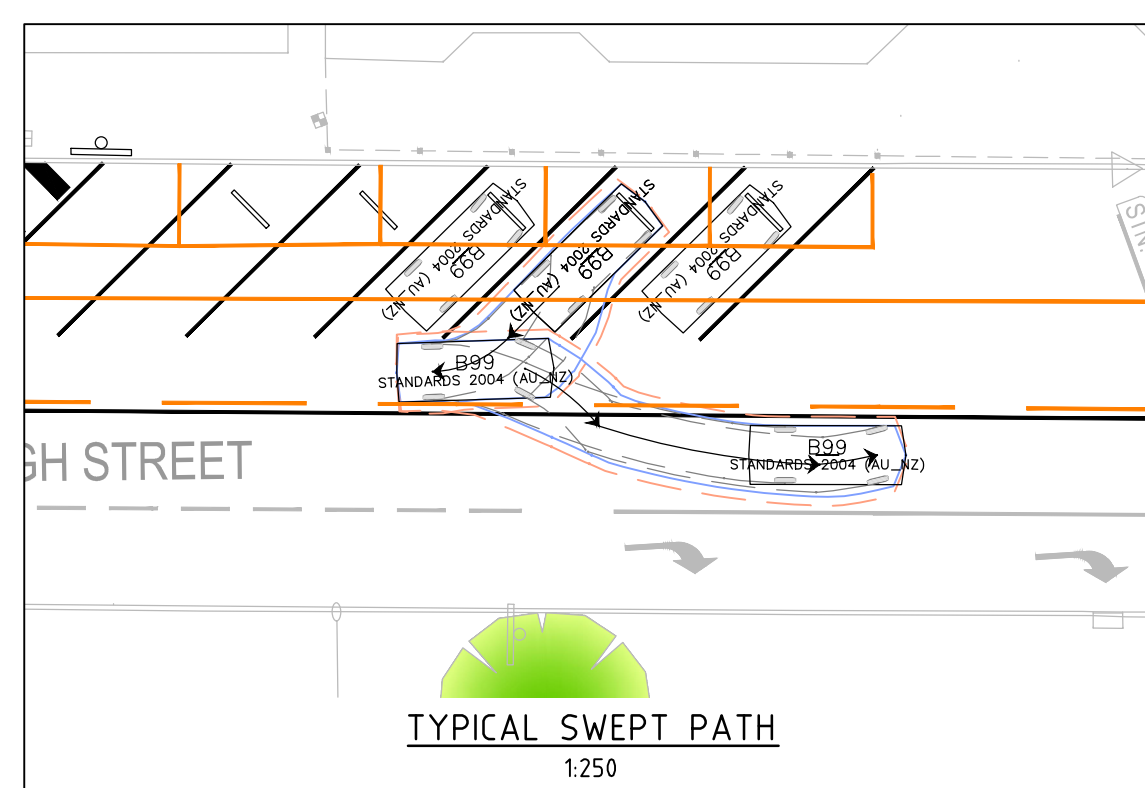 STANDARDS 2004 (AU_NZ)
B99
STANDARDS 2004 (AU_NZ)
B99
STANDARDS 2004 (AU_NZ)
B99
B99
STANDARDS 2004 (AU_NZ)
B99
STANDARDS 2004 (AU_NZ)
GH STREET
STIN
TYPICAL SWEPT PATH
1:250